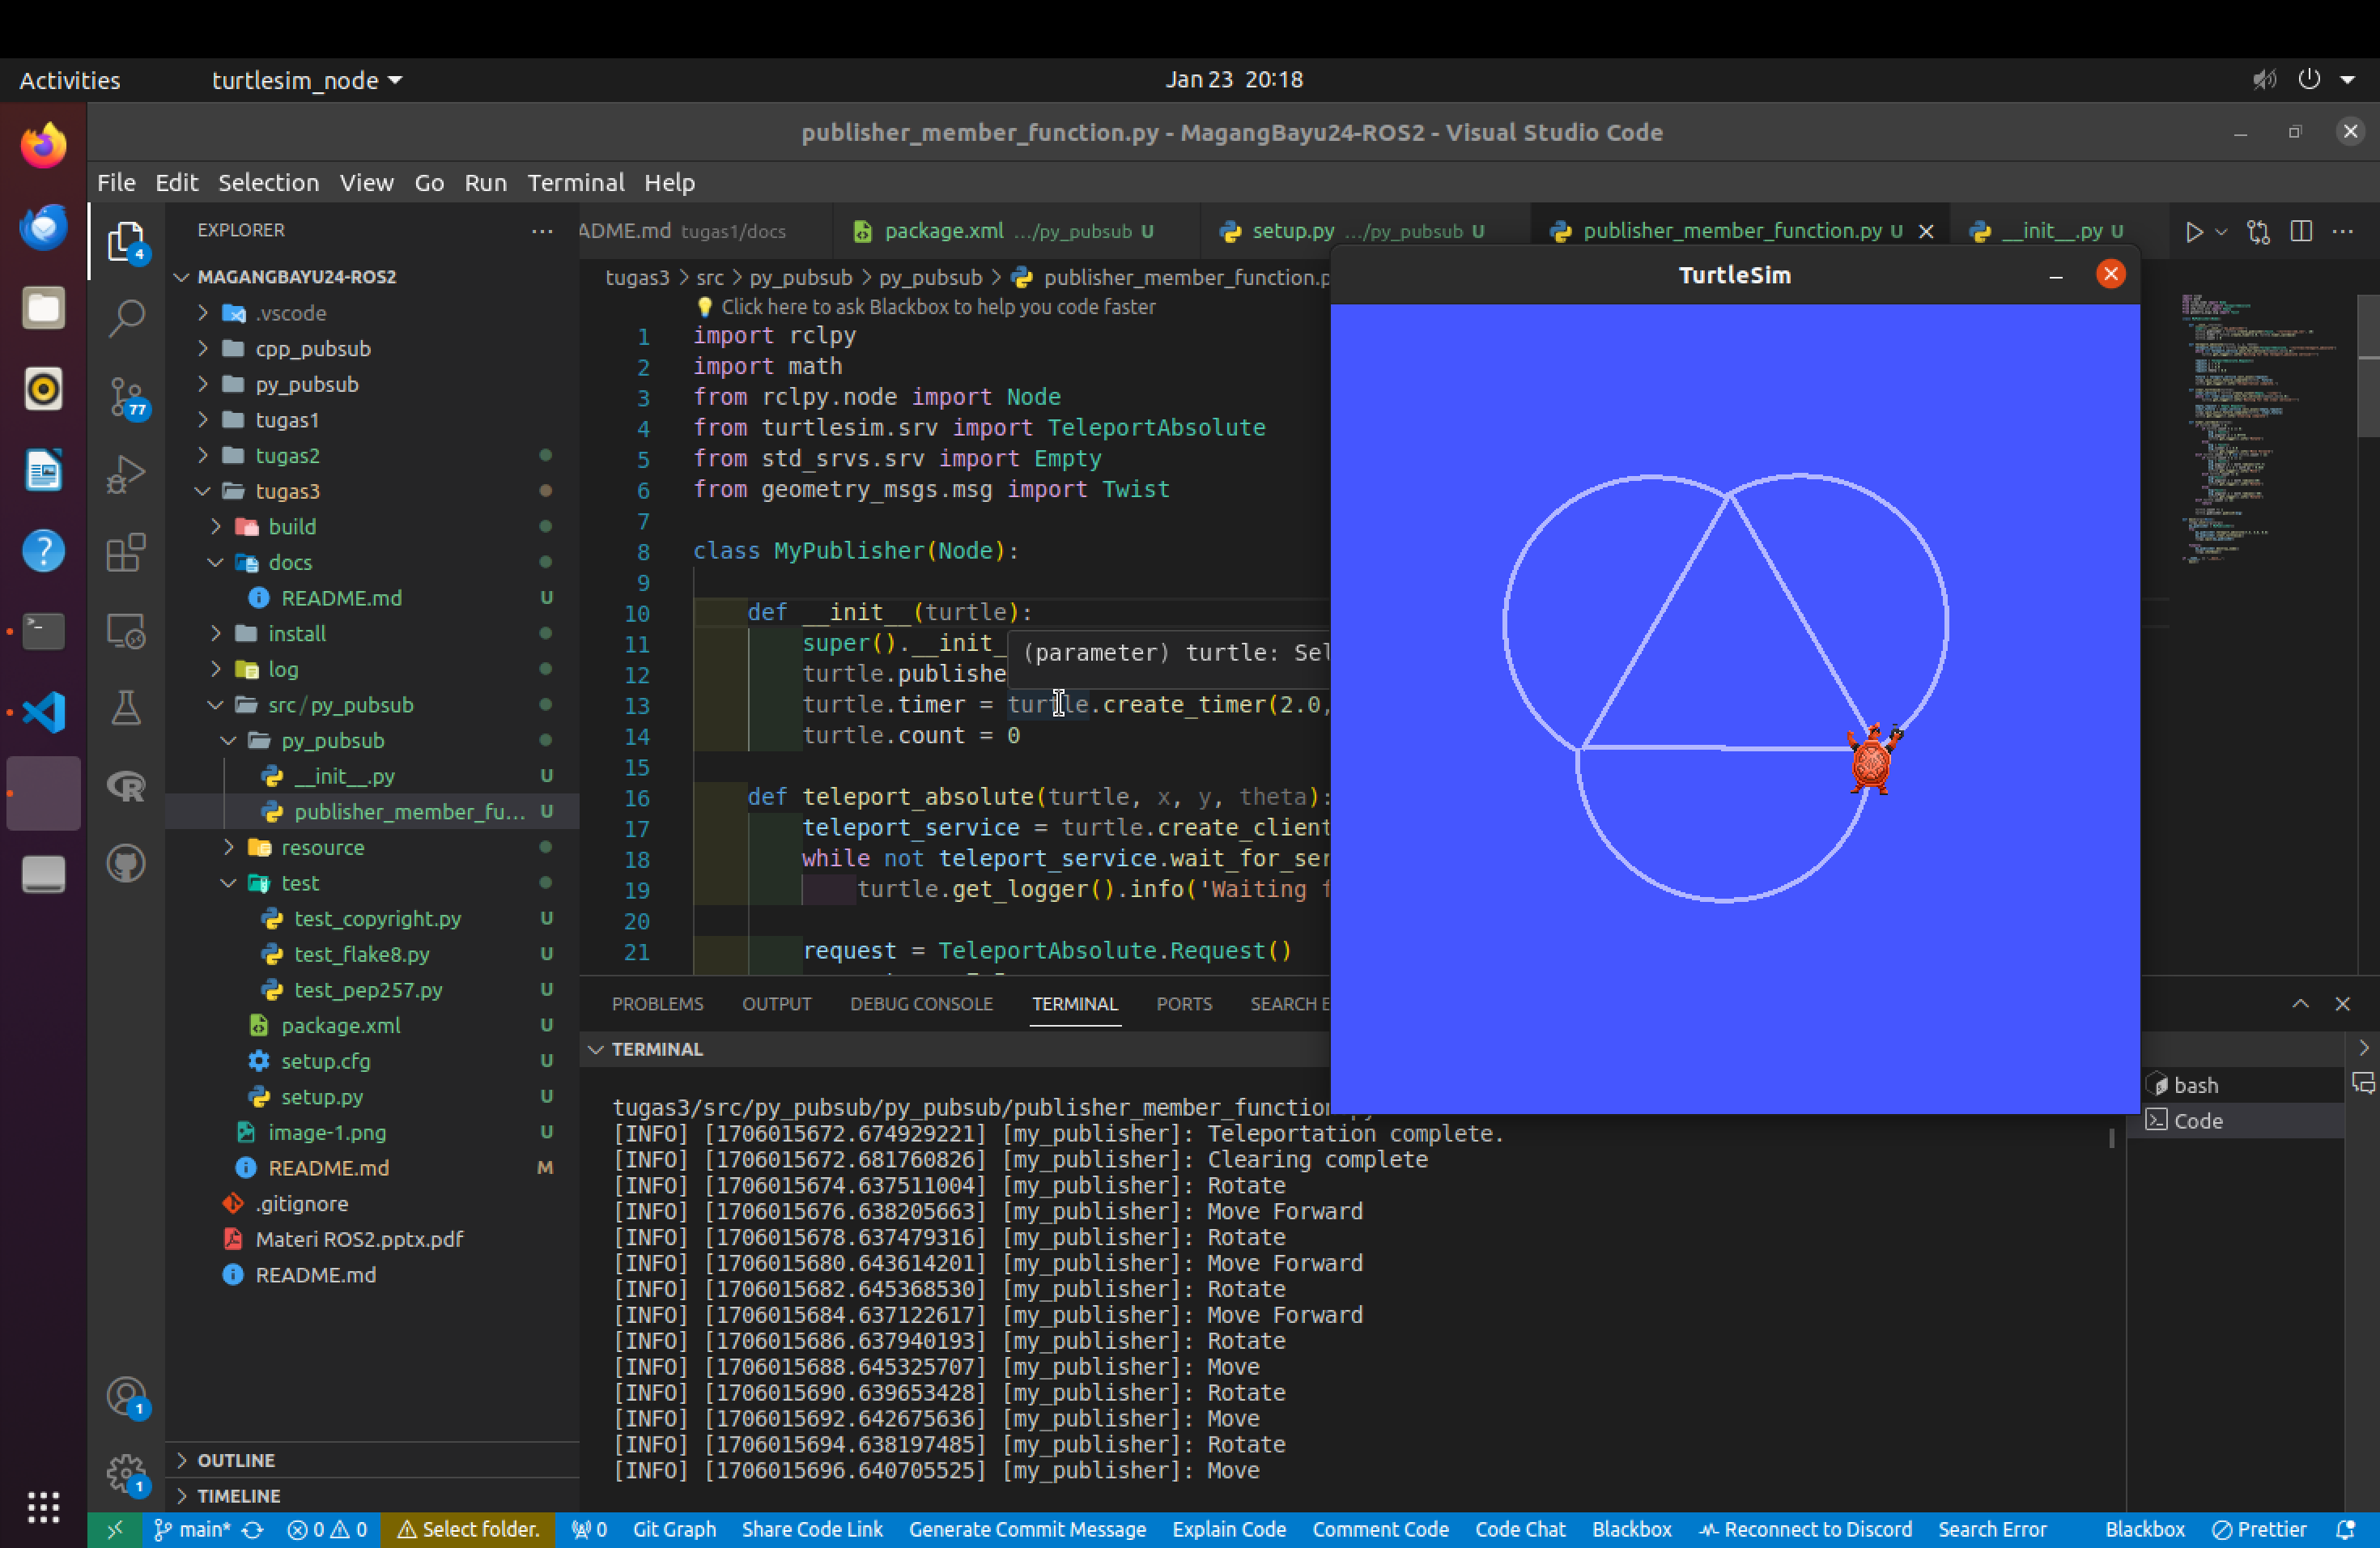 Activities
turtlesim_node
Jan 23 20:18
publisher_member_function.py - MagangBayu24-ROS2 - Visual Studio Code
File Edit Selection View Go Run Terminal Help
EXPLORER
MAGANGBAYU24-ROS2
.vscode
cpp_pubsub
py_pubsub
tugas1
tugas2
tugas3
build
docs
README.md U
install
log
src/py_pubsub
py_pubsub
__init__.py U
publisher_member_fu... U
resource
test
test_copyright.py U
test_flake8.py U
test_pep257.py U
package.xml U
setup.cfg U
setup.py U
image-1.png U
README.md M
.gitignore
Materi ROS2.pptx.pdf
README.md
OUTLINE
TIMELINE
4
77
1
1
ADME.md tugas1/docs
package.xml .../py_pubsub U
setup.py .../py_pubsub U
publisher_member_function.py U
__init__.py U
tugas3 > src > py_pubsub > py_pubsub > publisher_member_function.p
Click here to ask Blackbox to help you code faster
1 import rclpy
2 import math
3 from rclpy.node import Node
4 from turtlesim.srv import TeleportAbsolute
5 from std_srvs.srv import Empty
6 from geometry_msgs.msg import Twist
7
8 class MyPublisher(Node):
9
10 def __init__(turtle):
11 super().__init_
(parameter) turtle: Sel
12 turtle.publishe
13 turtle.timer = turtle.create_timer(2.0,
14 turtle.count = 0
15
16 def teleport_absolute(turtle, x, y, theta):
17 teleport_service = turtle.create_client
18 while not teleport_service.wait_for_ser
19 turtle.get_logger().info('Waiting f
20
21 request = TeleportAbsolute.Request()
TurtleSim
PROBLEMS OUTPUT DEBUG CONSOLE TERMINAL PORTS SEARCH E
TERMINAL
bash
Code
tugas3/src/py_pubsub/py_pubsub/publisher_member_function.py
[INFO] [1706015672.674929221] [my_publisher]: Teleportation complete.
[INFO] [1706015672.681760826] [my_publisher]: Clearing complete
[INFO] [1706015674.637511004] [my_publisher]: Rotate
[INFO] [1706015676.638205663] [my_publisher]: Move Forward
[INFO] [1706015678.637479316] [my_publisher]: Rotate
[INFO] [1706015680.643614201] [my_publisher]: Move Forward
[INFO] [1706015682.645368530] [my_publisher]: Rotate
[INFO] [1706015684.637122617] [my_publisher]: Move Forward
[INFO] [1706015686.637940193] [my_publisher]: Rotate
[INFO] [1706015688.645325707] [my_publisher]: Move
[INFO] [1706015690.639653428] [my_publisher]: Rotate
[INFO] [1706015692.642675636] [my_publisher]: Move
[INFO] [1706015694.638197485] [my_publisher]: Rotate
[INFO] [1706015696.640705525] [my_publisher]: Move
main* 0 0 Select folder. 0 Git Graph Share Code Link Generate Commit Message Explain Code Comment Code Code Chat Blackbox Reconnect to Discord Search Error Blackbox Prettier